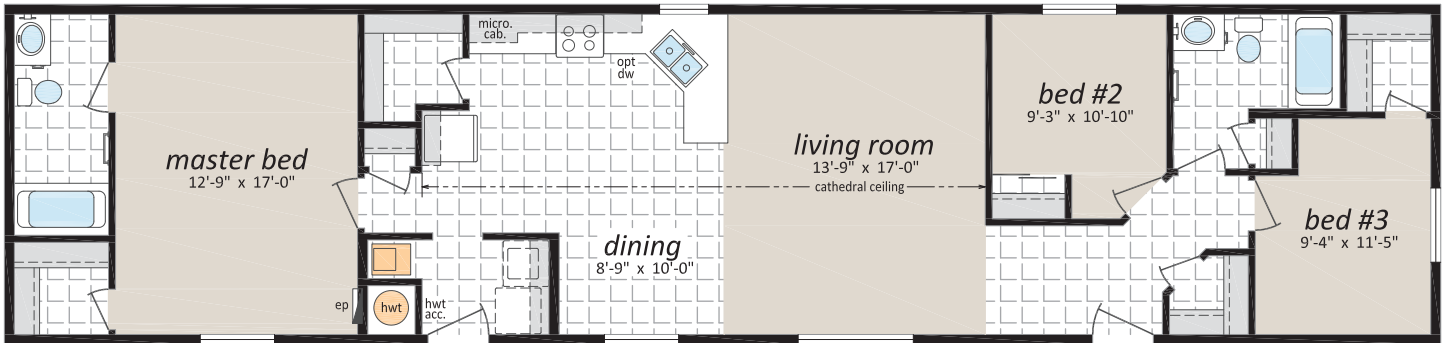 master bed
12'-9" x 17'-0"
micro.
cab.
opt
dw
living room
13'-9" x 17'-0"
cathedral ceiling
dining
8'-9" x 10'-0"
ep
hwt
hwt
acc.
bed #2
9'-3" x 10'-10"
bed #3
9'-4" x 11'-5"